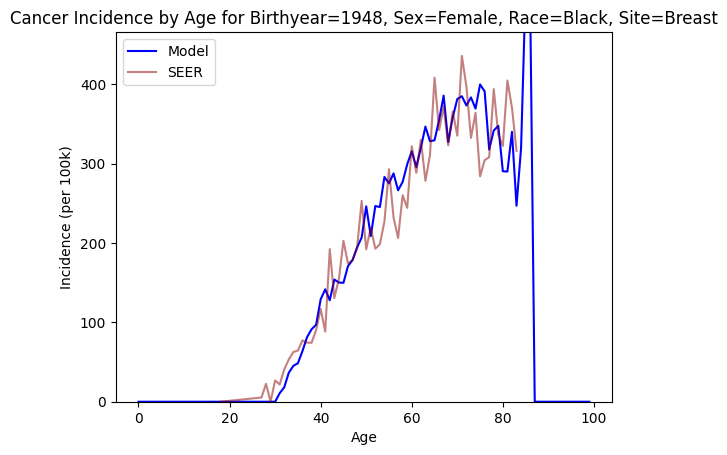 Cancer Incidence by Age for Birthyear=1948, Sex=Female, Race=Black, Site=Breast
Model
SEER
Incidence (per 100k)
400
300
200
100
0
0 20 40 60 80 100
Age